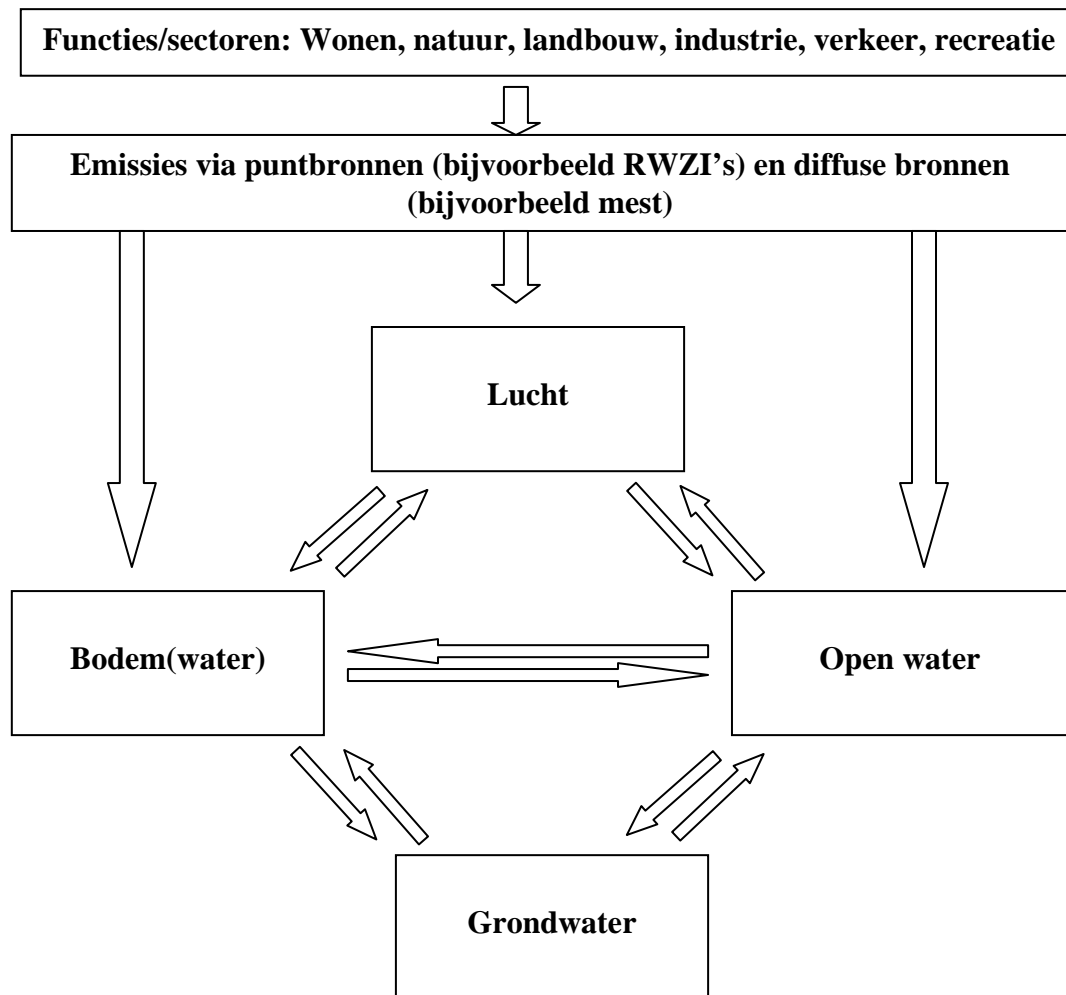 Functies/sectoren: Wonen, natuur, landbouw, industrie, verkeer, recreatie
Emissies via puntbronnen (bijvoorbeeld RWZI’s) en diffuse bronnen
(bijvoorbeeld mest)
Lucht
Bodem(water)
Open water
Grondwater